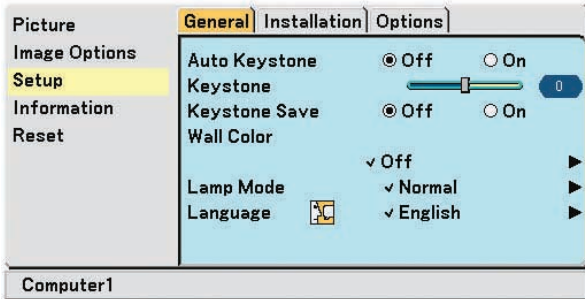 Picture
Image Options
Setup
Information
Reset
General Installation Options
Auto Keystone Off On
Keystone 0
Keystone Save Off On
Wall Color
Off
Lamp Mode Normal
Language English
Computer1